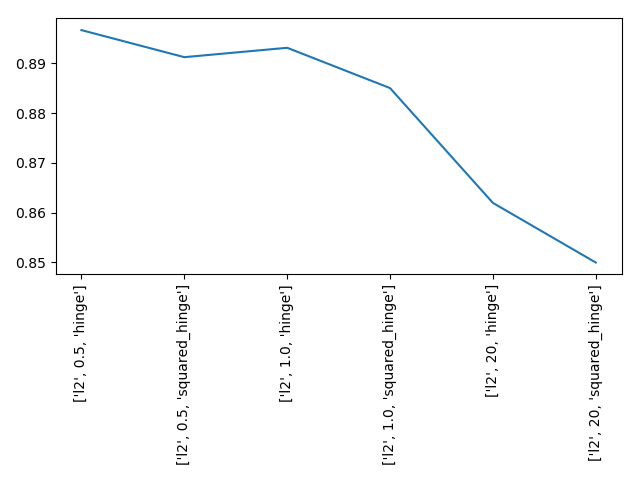 0.89
0.88
0.87
0.86
0.85
['l2', 0.5, 'hinge']
['l2', 0.5, 'squared_hinge']
['l2', 1.0, 'hinge']
['l2', 1.0, 'squared_hinge']
['l2', 20, 'hinge']
['l2', 20, 'squared_hinge']